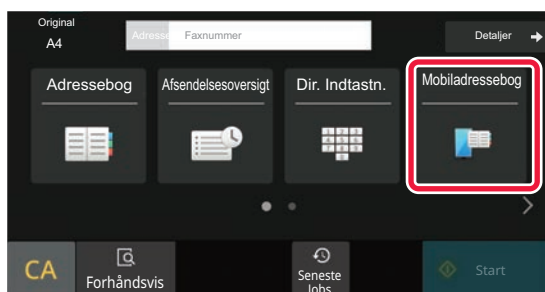 Original
A4
Adresse
Faxnummer
Detaljer
Adressebog
Afsendelsesoversigt
Dir. Indtastn.
Mobiladressebog
CA
Forhåndsvis
Seneste
Jobs
Start